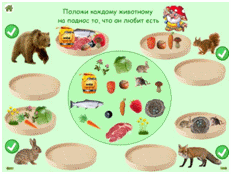 Положи каждому животному
на поднос то, что он любит есть